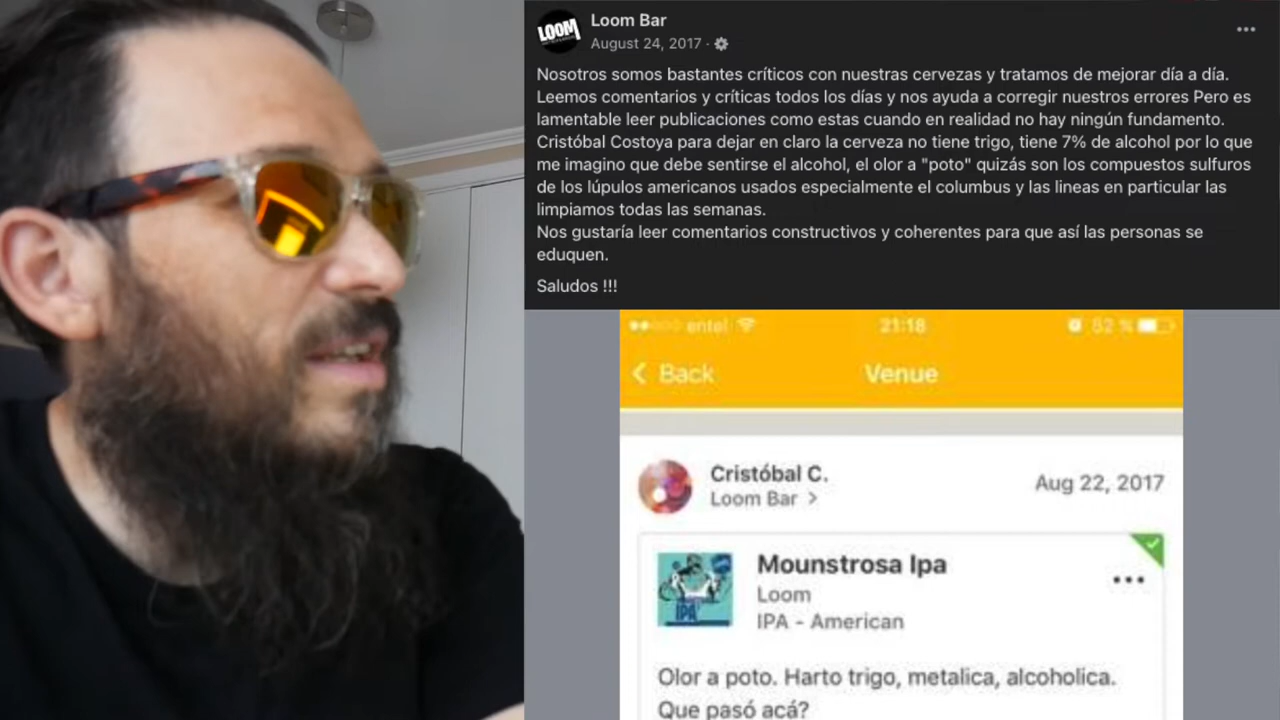 LOOM
Loom Bar
August 24, 2017 ·
Nosotros somos bastantes críticos con nuestras cervezas y tratamos de mejorar día a día.
Leemos comentarios y críticas todos los días y nos ayuda a corregir nuestros errores Pero es
lamentable leer publicaciones como estas cuando en realidad no hay ningún fundamento.
Cristóbal Costoya para dejar en claro la cerveza no tiene trigo, tiene 7% de alcohol por lo que
me imagino que debe sentirse el alcohol, el olor a "poto" quizás son los compuestos sulfuros
de los lúpulos americanos usados especialmente el columbus y las lineas en particular las
limpiamos todas las semanas.
Nos gustaría leer comentarios constructivos y coherentes para que así las personas se
eduquen.
Saludos !!!
entel 21:18 52 %
Back Venue
Cristóbal C.
Loom Bar
Aug 22, 2017
Mounstrosa Ipa
Loom
IPA - American
IPA
Olor a poto. Harto trigo, metalica, alcoholica.
Que pasó acá?